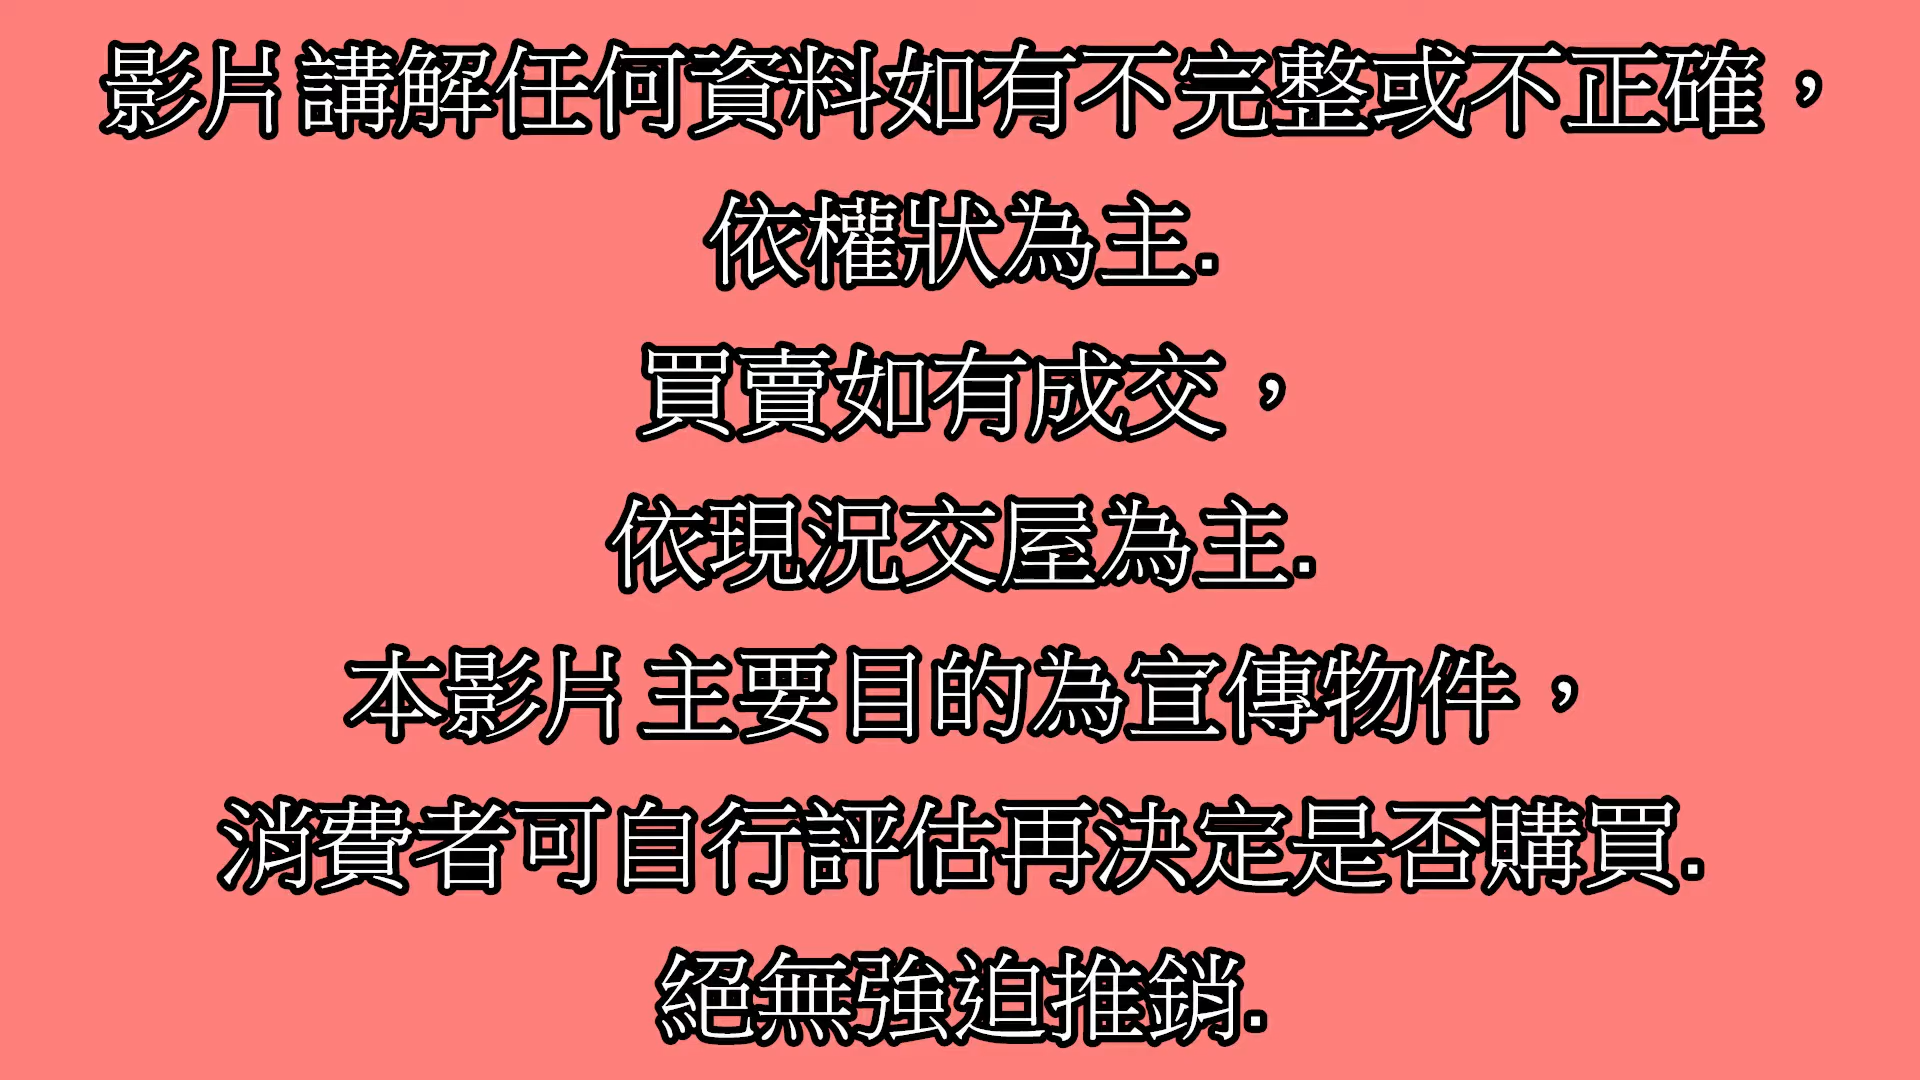 影片講解任何資料如有不完整或不正確，
依權狀為主.
買賣如有成交，
依現況交屋為主.
本影片主要目的為宣傳物件，
消費者可自行評估再決定是否購買.
絕無強迫推銷.